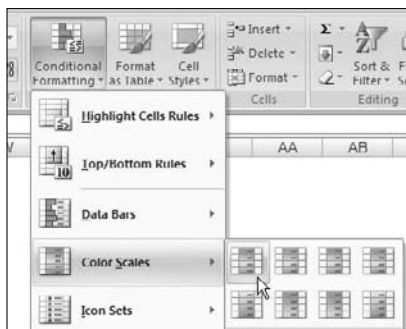 Conditional Formatting
Format as Table
Cell Styles
Insert
Delete
Format
Cells
Σ
Sort & Filter
Editing
Highlight Cells Rules
Top/Bottom Rules
10
Data Bars
Color Scales
Icon Sets
AA
AB